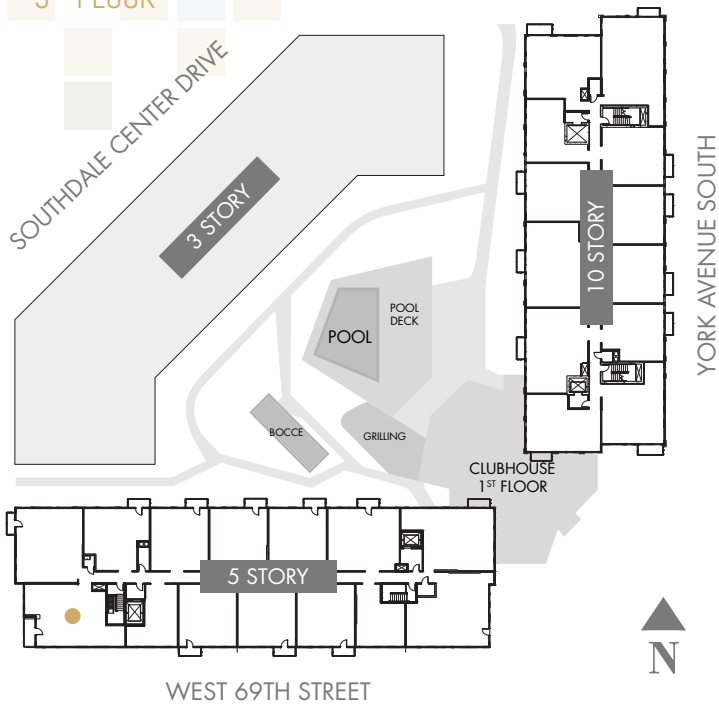 FLOOR
SOUTHDALE CENTER DRIVE
3 STORY
10 STORY
YORK AVENUE SOUTH
POOL
DECK
POOL
BOCCE
GRILLING
CLUBHOUSE
1ST FLOOR
5 STORY
N
WEST 69TH STREET